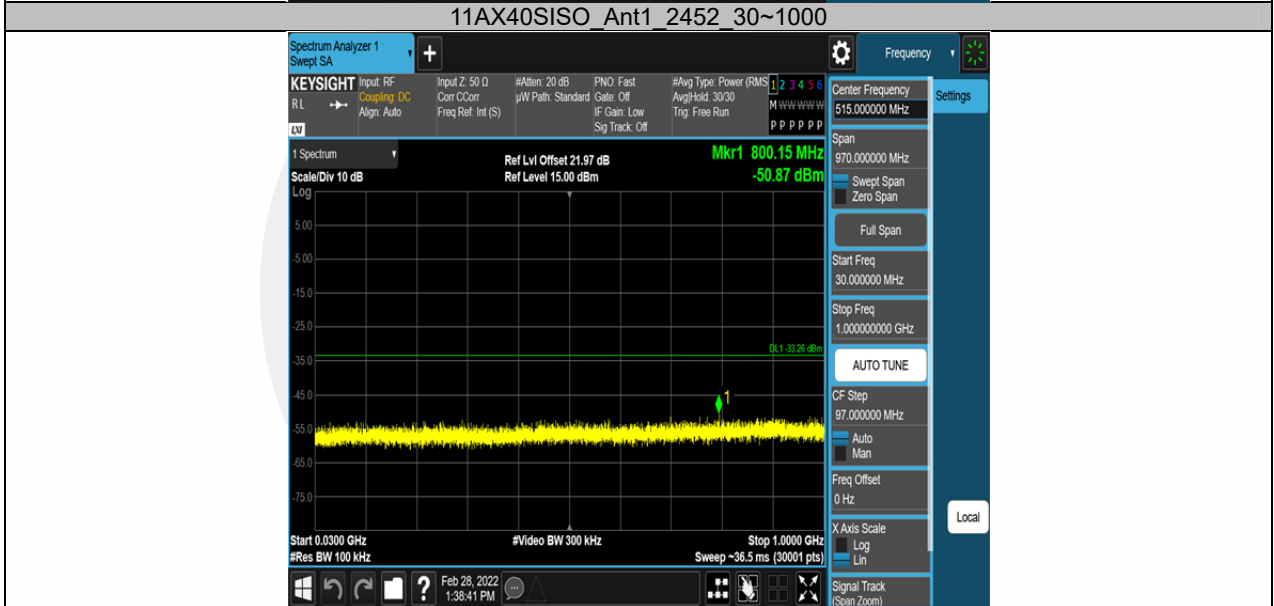 11AX40SISO_Ant1_2452_30~1000
Spectrum Analyzer 1
Swept SA
Frequency
KEYSIGHT
R L
LXI
Input: RF
Coupling: DC
Align: Auto
Input Z: 50 Ω
Corr CCorr
Freq Ref: Int (S)
#Atten: 20 dB
µW Path: Standard
PNO: Fast
Gate: Off
IF Gain: Low
Sig Track: Off
#Avg Type: Power (RMS
Avg|Hold: 30/30
Trig: Free Run
1 2 3 4 5 6
M W W W W W
P P P P P P
1 Spectrum
Scale/Div 10 dB
Log
Ref Lvl Offset 21.97 dB
Ref Level 15.00 dBm
Mkr1 800.15 MHz
-50.87 dBm
5.00
-5.00
-15.0
-25.0
DL1 -33.26 dBm
-35.0
-45.0
1
-55.0
-65.0
-75.0
Start 0.0300 GHz
#Res BW 100 kHz
#Video BW 300 kHz
Stop 1.0000 GHz
Sweep ~36.5 ms (30001 pts)
Feb 28, 2022
1:38:41 PM
Center Frequency
515.000000 MHz
Settings
Span
970.000000 MHz
Swept Span
Zero Span
Full Span
Start Freq
30.000000 MHz
Stop Freq
1.000000000 GHz
AUTO TUNE
CF Step
97.000000 MHz
Auto
Man
Freq Offset
0 Hz
X Axis Scale
Log
Lin
Local
Signal Track
(Span Zoom)